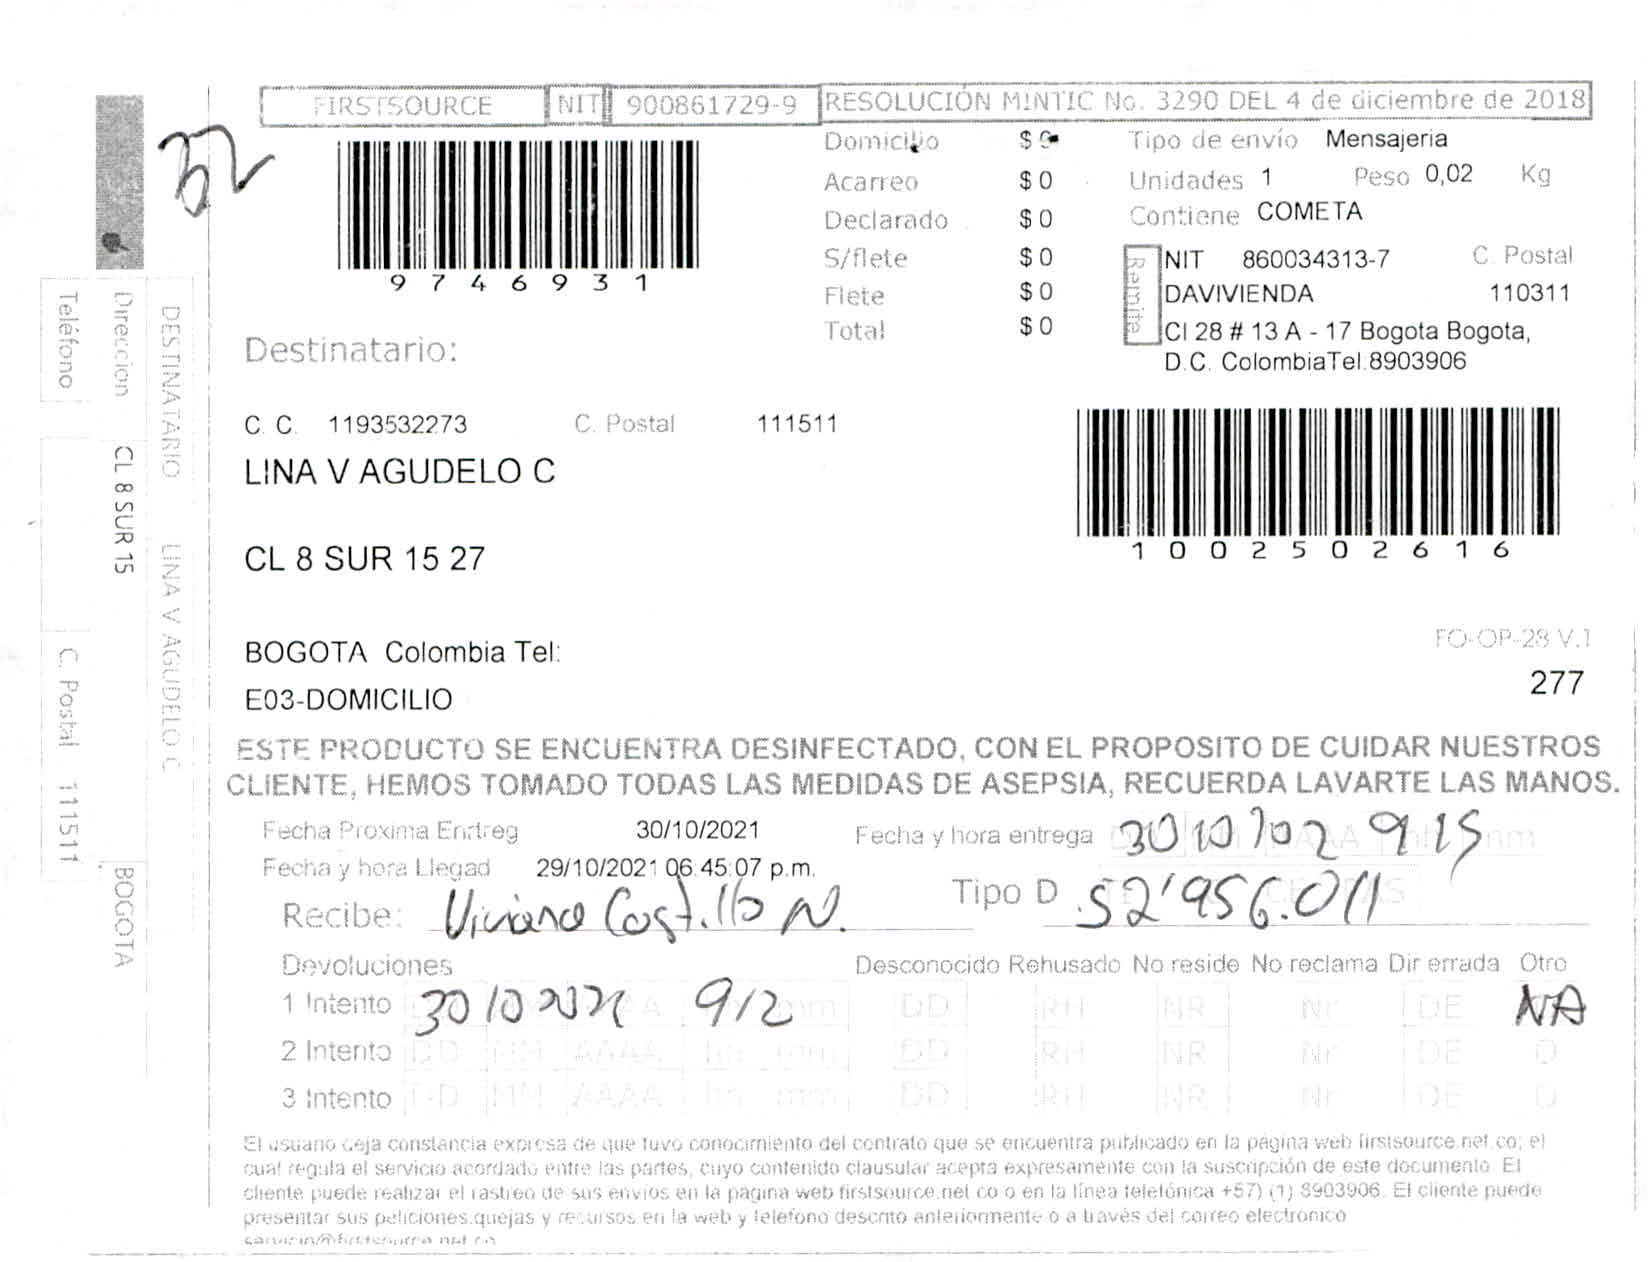 FIRSTSOURCE NIT 900861729-9 RESOLUCIÓN MINTIC No. 3290 DEL 4 de diciembre de 2018
32
Domicilio $ 0 Tipo de envío Mensajeria
Acarreo $ 0 Unidades 1 Peso 0,02 Kg
Declarado $ 0 Contiene COMETA
S/flete $ 0
Flete $ 0
Total $ 0
Remite
NIT 860034313-7 C. Postal
DAVIVIENDA 110311
Cl 28 # 13 A - 17 Bogota Bogota,
D.C. ColombiaTel:8903906
9746931
Destinatario:
C. C. 1193532273 C. Postal 111511
LINA V AGUDELO C
CL 8 SUR 15 27
1002502616
BOGOTA Colombia Tel:
E03-DOMICILIO
FO-OP-28 V.1
277
ESTE PRODUCTO SE ENCUENTRA DESINFECTADO, CON EL PROPOSITO DE CUIDAR NUESTROS
CLIENTE, HEMOS TOMADO TODAS LAS MEDIDAS DE ASEPSIA, RECUERDA LAVARTE LAS MANOS.
Fecha Proxima Entreg 30/10/2021 Fecha y hora entrega
Fecha y hora Llegad 29/10/2021 06:45:07 p.m.
Recibe: Viviana Castillo N. Tipo D 52'956.011
Devoluciones Desconocido Rehusado No reside No reclama Dir errada Otro
1 Intento 912 DD RH NR Nr DE NA
2 Intento DD MM AAAA hh mm DD RH NR Nr DE O
3 Intento DD MM AAAA hh mm DD RH NR Nr DE O
El usuario deja constancia expresa de que tuvo conocimiento del contrato que se encuentra publicado en la página web firstsource.net.co; el
cual regula el servicio acordado entre las partes, cuyo contenido clausular acepta expresamente con la suscripción de este documento. El
cliente puede realizar el rastreo de sus envios en la pagina web firstsource.net.co o en la línea telefónica +57) (1) 8903906. El cliente puede
presentar sus peticiones,quejas y recursos en la web y telefono descrito anteriormente o a través del correo electronico
servicio@firstsource.net.co
DESTINATARIO LINA V AGUDELO C
Direccion CL 8 SUR 15 BOGOTA
Teléfono C. Postal 111511